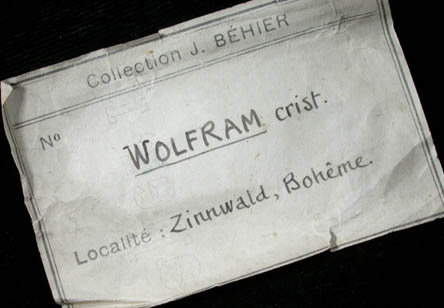 Collection J. BÉHIER
No
WOLFRAM crist.
Localité : Zinnwald, Bohême.